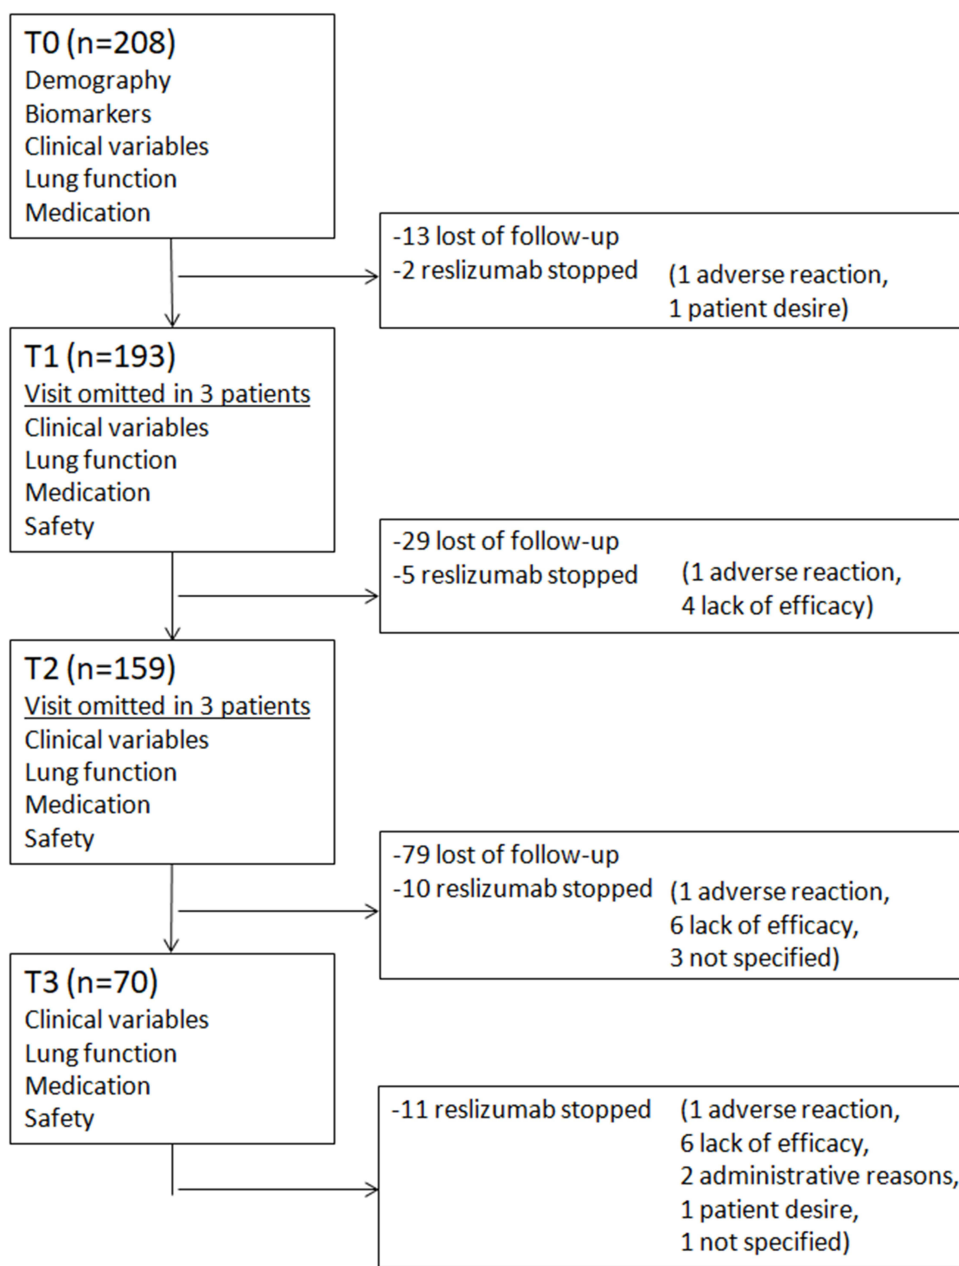 T0 (n=208)
Demography
Biomarkers
Clinical variables
Lung function
Medication
-13 lost of follow-up
-2 reslizumab stopped (1 adverse reaction,
1 patient desire)
T1 (n=193)
Visit omitted in 3 patients
Clinical variables
Lung function
Medication
Safety
-29 lost of follow-up
-5 reslizumab stopped (1 adverse reaction,
4 lack of efficacy)
T2 (n=159)
Visit omitted in 3 patients
Clinical variables
Lung function
Medication
Safety
-79 lost of follow-up
-10 reslizumab stopped (1 adverse reaction,
6 lack of efficacy,
3 not specified)
T3 (n=70)
Clinical variables
Lung function
Medication
Safety
-11 reslizumab stopped (1 adverse reaction,
6 lack of efficacy,
2 administrative reasons,
1 patient desire,
1 not specified)